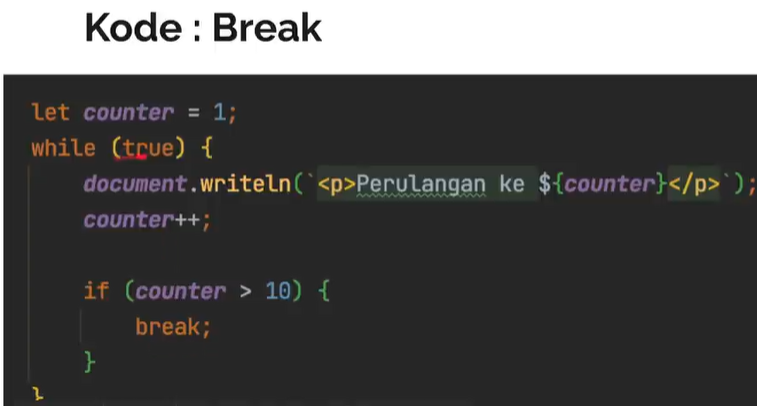 Kode : Break
let counter = 1;
while (true) {
document.writeln(`<p>Perulangan ke ${counter}</p>`);
counter++;
if (counter > 10) {
break;
}
}